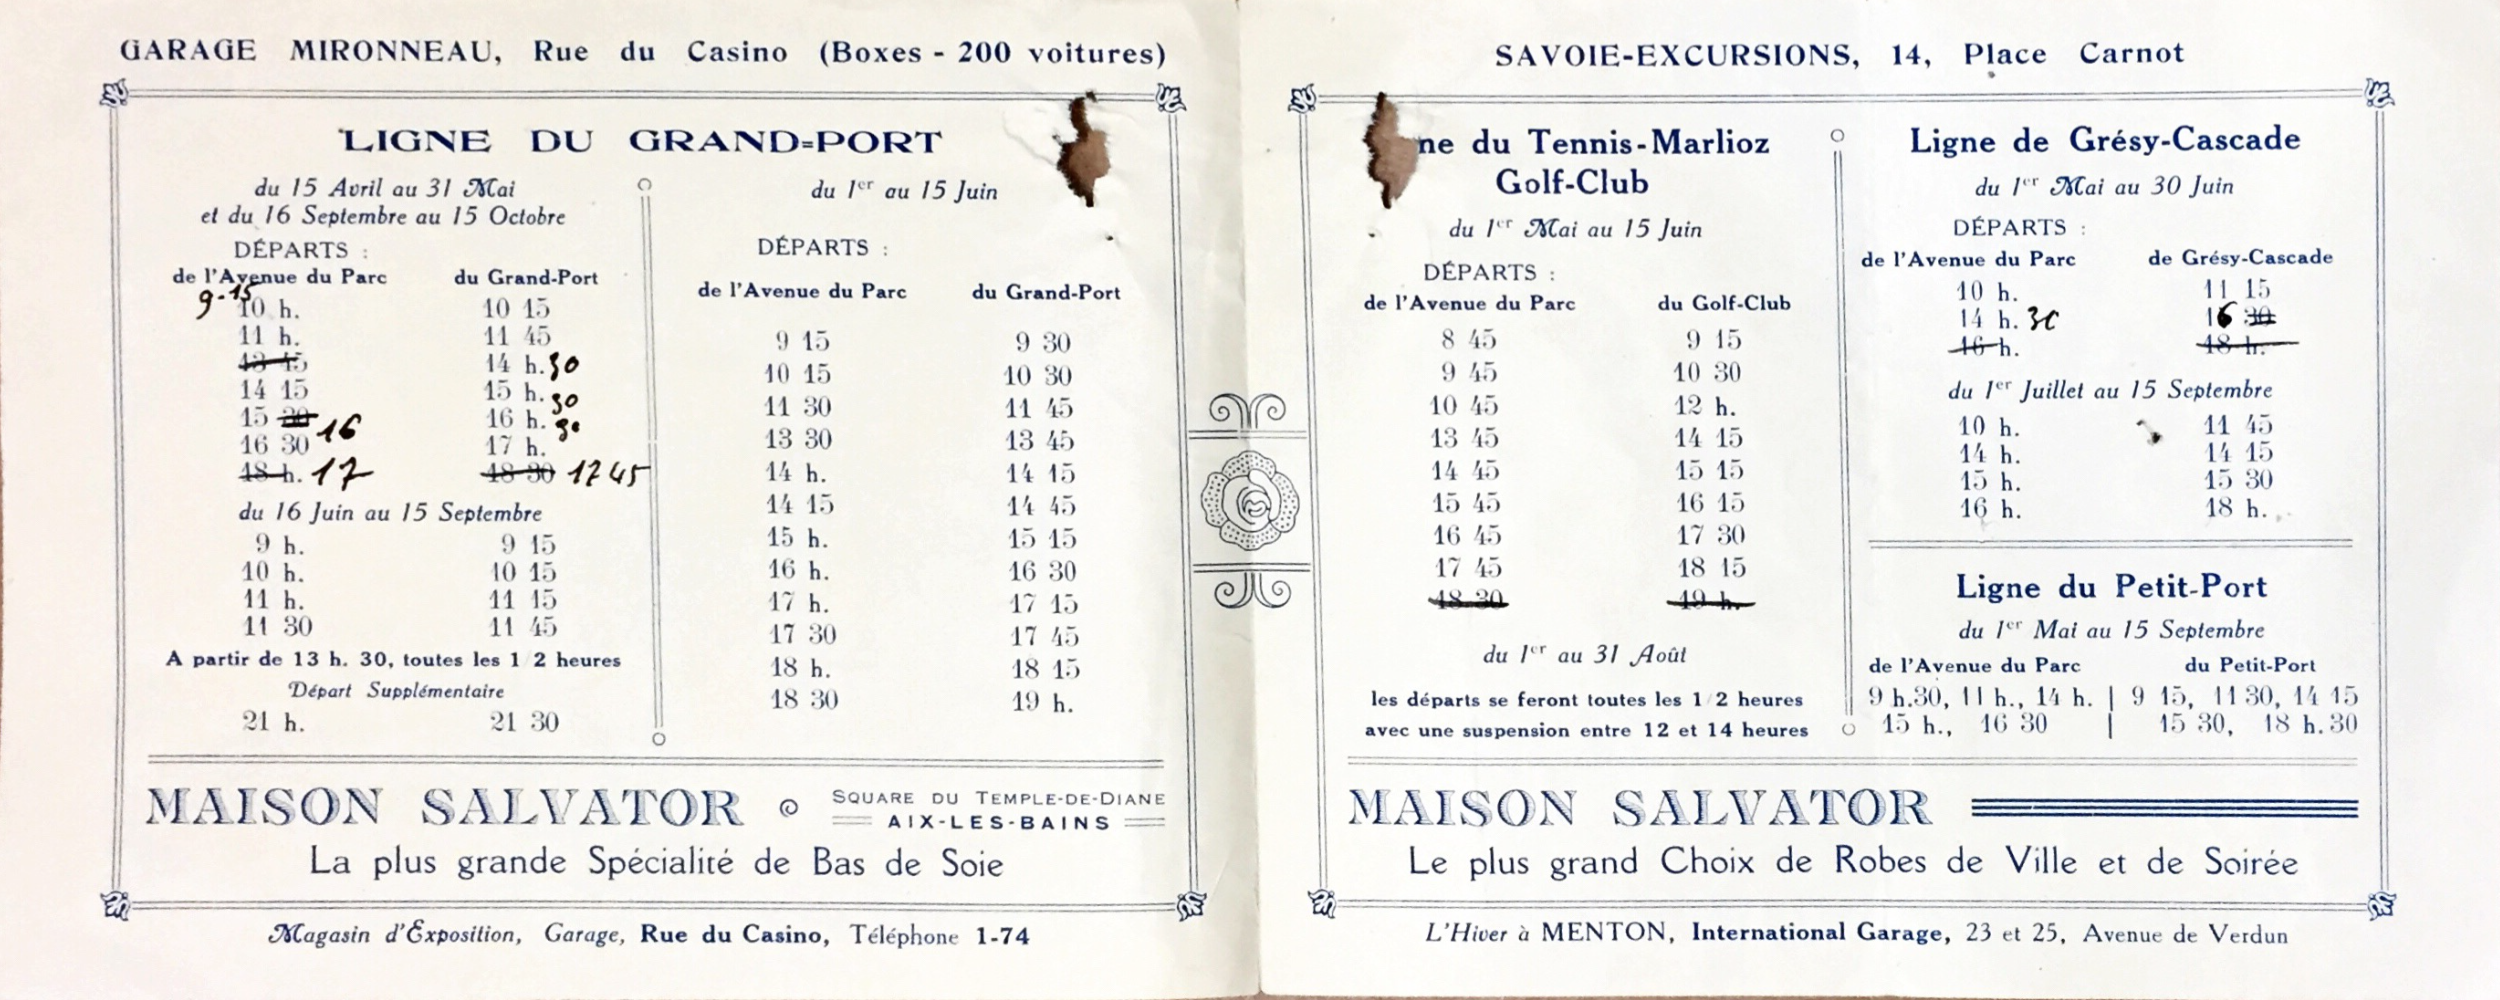 GARAGE MIRONNEAU, Rue du Casino (Boxes - 200 voitures)
LIGNE DU GRAND=PORT
du 15 Avril au 31 Mai
et du 16 Septembre au 15 Octobre
DÉPARTS :
de l'Avenue du Parc du Grand-Port
9-15
10 h. 10 15
11 h. 11 45
13 45 14 h. 30
14 15 15 h. 30
15 30 16 16 h. 30
16 30 17 h.
18 h. 17 18 30 17 45
du 16 Juin au 15 Septembre
9 h. 9 15
10 h. 10 15
11 h. 11 15
11 30 11 45
A partir de 13 h. 30, toutes les 1/2 heures
Départ Supplémentaire
21 h. 21 30
du 1er au 15 Juin
DÉPARTS :
de l'Avenue du Parc du Grand-Port
9 15 9 30
10 15 10 30
11 30 11 45
13 30 13 45
14 h. 14 15
14 15 14 45
15 h. 15 15
16 h. 16 30
17 h. 17 15
17 30 17 45
18 h. 18 15
18 30 19 h.
MAISON SALVATOR
SQUARE DU TEMPLE-DE-DIANE
AIX-LES-BAINS
La plus grande Spécialité de Bas de Soie
Magasin d'Exposition, Garage, Rue du Casino, Téléphone 1-74
SAVOIE-EXCURSIONS, 14, Place Carnot
ne du Tennis-Marlioz
Golf-Club
du 1er Mai au 15 Juin
DÉPARTS :
de l'Avenue du Parc du Golf-Club
8 45 9 15
9 45 10 30
10 45 12 h.
13 45 14 15
14 45 15 15
15 45 16 15
16 45 17 30
17 45 18 15
18 30 19 h.
du 1er au 31 Août
les départs se feront toutes les 1/2 heures
avec une suspension entre 12 et 14 heures
Ligne de Grésy-Cascade
du 1er Mai au 30 Juin
DÉPARTS :
de l'Avenue du Parc de Grésy-Cascade
10 h. 11 15
14 h. 30 16 30
16 h. 18 h.
du 1er Juillet au 15 Septembre
10 h. 11 45
14 h. 14 15
15 h. 15 30
16 h. 18 h.
Ligne du Petit-Port
du 1er Mai au 15 Septembre
de l'Avenue du Parc du Petit-Port
9 h.30, 11 h., 14 h. | 9 15, 11 30, 14 15
15 h., 16 30 | 15 30, 18 h. 30
MAISON SALVATOR
Le plus grand Choix de Robes de Ville et de Soirée
L'Hiver à MENTON, International Garage, 23 et 25, Avenue de Verdun